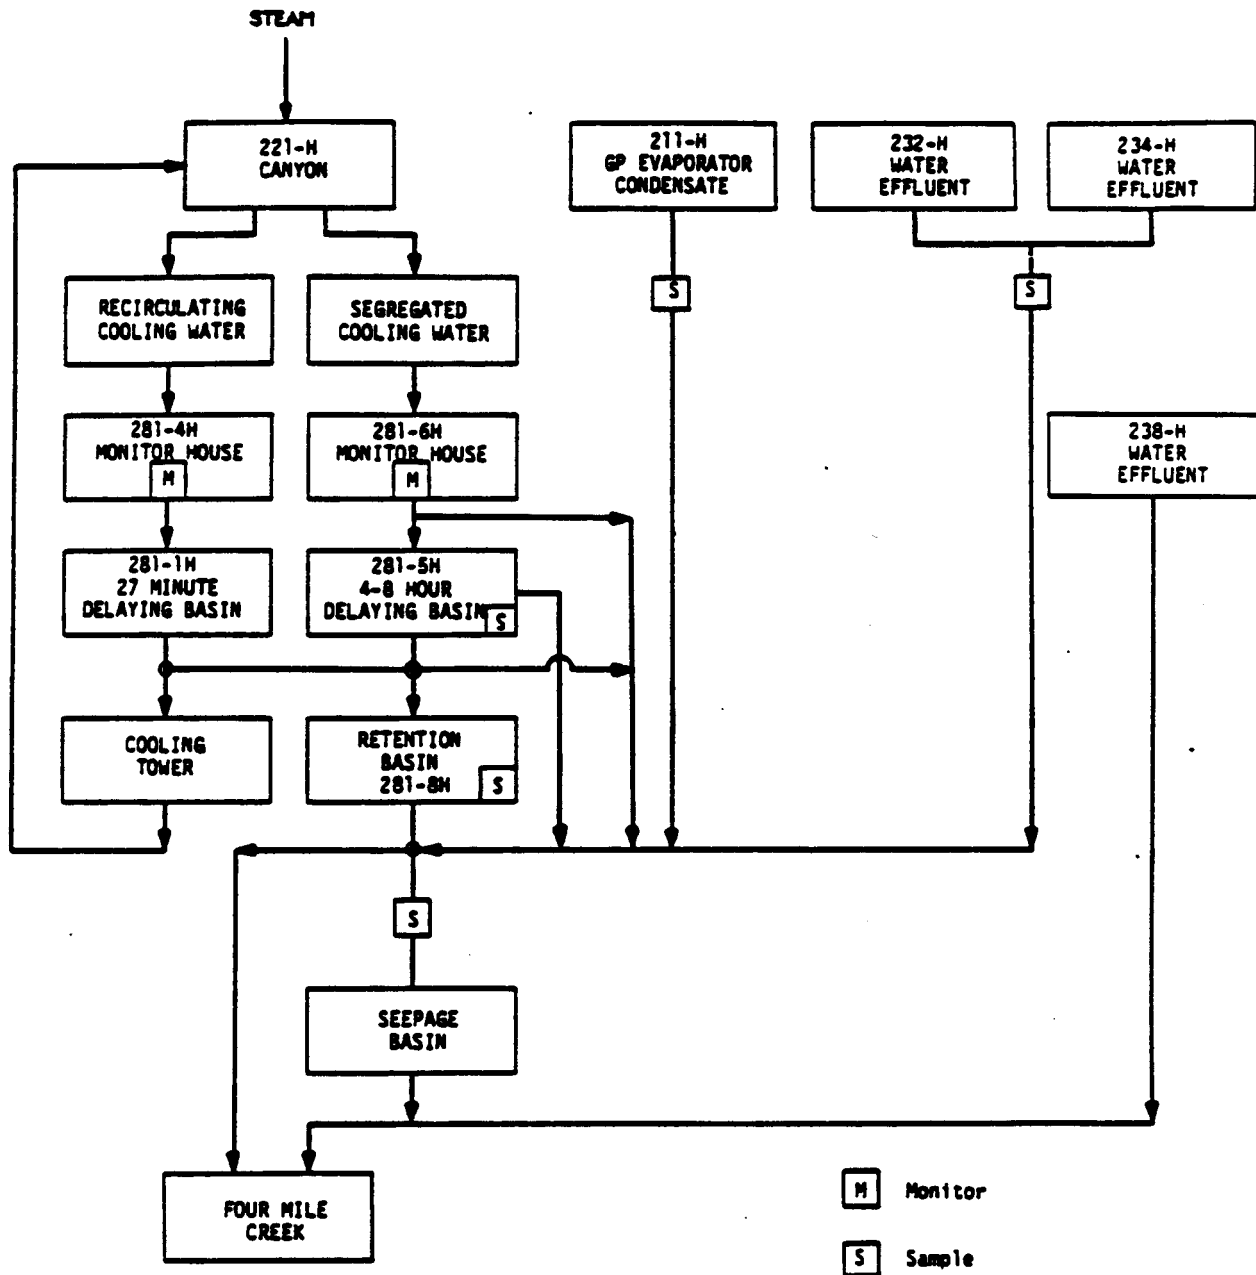 STEAM
221-H
CANYON
211-H
GP EVAPORATOR
CONDENSATE
232-H
WATER
EFFLUENT
234-H
WATER
EFFLUENT
RECIRCULATING
COOLING WATER
SEGREGATED
COOLING WATER
S
S
281-4H
MONITOR HOUSE
M
281-6H
MONITOR HOUSE
M
238-H
WATER
EFFLUENT
281-1H
27 MINUTE
DELAYING BASIN
281-5H
4-8 HOUR
DELAYING BASIN
S
COOLING
TOWER
RETENTION
BASIN
281-8H
S
S
SEEPAGE
BASIN
FOUR MILE
CREEK
M Monitor
S Sample